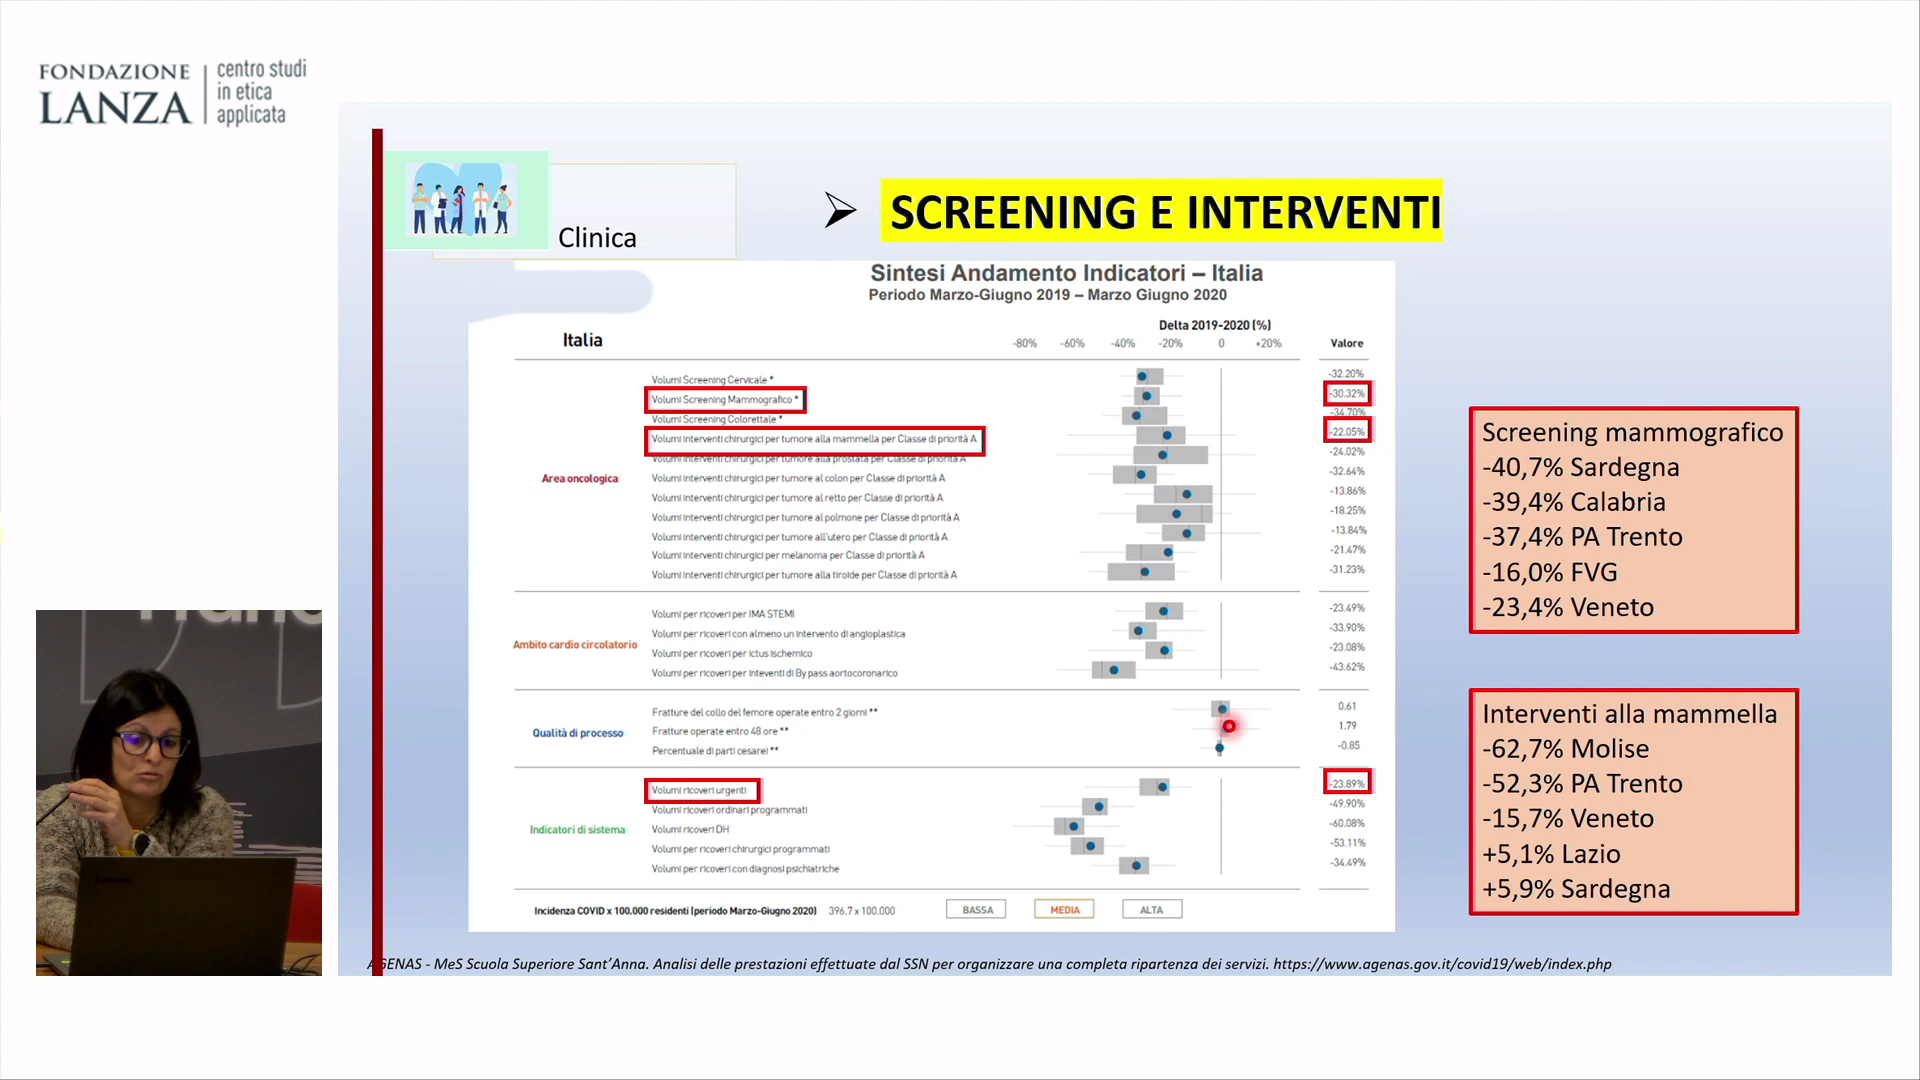 FONDAZIONE
LANZA
centro studi
in etica
applicata
Clinica
SCREENING E INTERVENTI
Sintesi Andamento Indicatori – Italia
Periodo Marzo-Giugno 2019 – Marzo Giugno 2020
Italia
Delta 2019-2020 (%)
-80% -60% -40% -20% 0 +20%
Valore
Area oncologica
Volumi Screening Cervicale * -32.20%
Volumi Screening Mammografico * -30.32%
Volumi Screening Colorettale * -34.70%
Volumi interventi chirurgici per tumore alla mammella per Classe di priorità A -22.05%
Volumi interventi chirurgici per tumore alla prostata per Classe di priorità A -24.02%
Volumi interventi chirurgici per tumore al colon per Classe di priorità A -32.64%
Volumi interventi chirurgici per tumore al retto per Classe di priorità A -13.86%
Volumi interventi chirurgici per tumore al polmone per Classe di priorità A -18.25%
Volumi interventi chirurgici per tumore all'utero per Classe di priorità A -13.84%
Volumi interventi chirurgici per melanoma per Classe di priorità A -21.47%
Volumi interventi chirurgici per tumore alla tiroide per Classe di priorità A -31.23%
Ambito cardio circolatorio
Volumi per ricoveri per IMA STEMI -23.49%
Volumi per ricoveri con almeno un intervento di angioplastica -33.90%
Volumi per ricoveri per ictus ischemico -23.08%
Volumi per ricoveri per inteventi di By pass aortocoronarico -43.62%
Qualità di processo
Fratture del collo del femore operate entro 2 giorni ** 0.61
Fratture operate entro 48 ore ** 1.79
Percentuale di parti cesarei ** -0.85
Indicatori di sistema
Volumi ricoveri urgenti -23.89%
Volumi ricoveri ordinari programmati -49.90%
Volumi ricoveri DH -60.08%
Volumi per ricoveri chirurgici programmati -53.11%
Volumi per ricoveri con diagnosi psichiatriche -34.49%
Incidenza COVID x 100.000 residenti (periodo Marzo-Giugno 2020) 396.7 x 100.000 BASSA MEDIA ALTA
Screening mammografico
-40,7% Sardegna
-39,4% Calabria
-37,4% PA Trento
-16,0% FVG
-23,4% Veneto
Interventi alla mammella
-62,7% Molise
-52,3% PA Trento
-15,7% Veneto
+5,1% Lazio
+5,9% Sardegna
AGENAS - MeS Scuola Superiore Sant'Anna. Analisi delle prestazioni effettuate dal SSN per organizzare una completa ripartenza dei servizi. https://www.agenas.gov.it/covid19/web/index.php